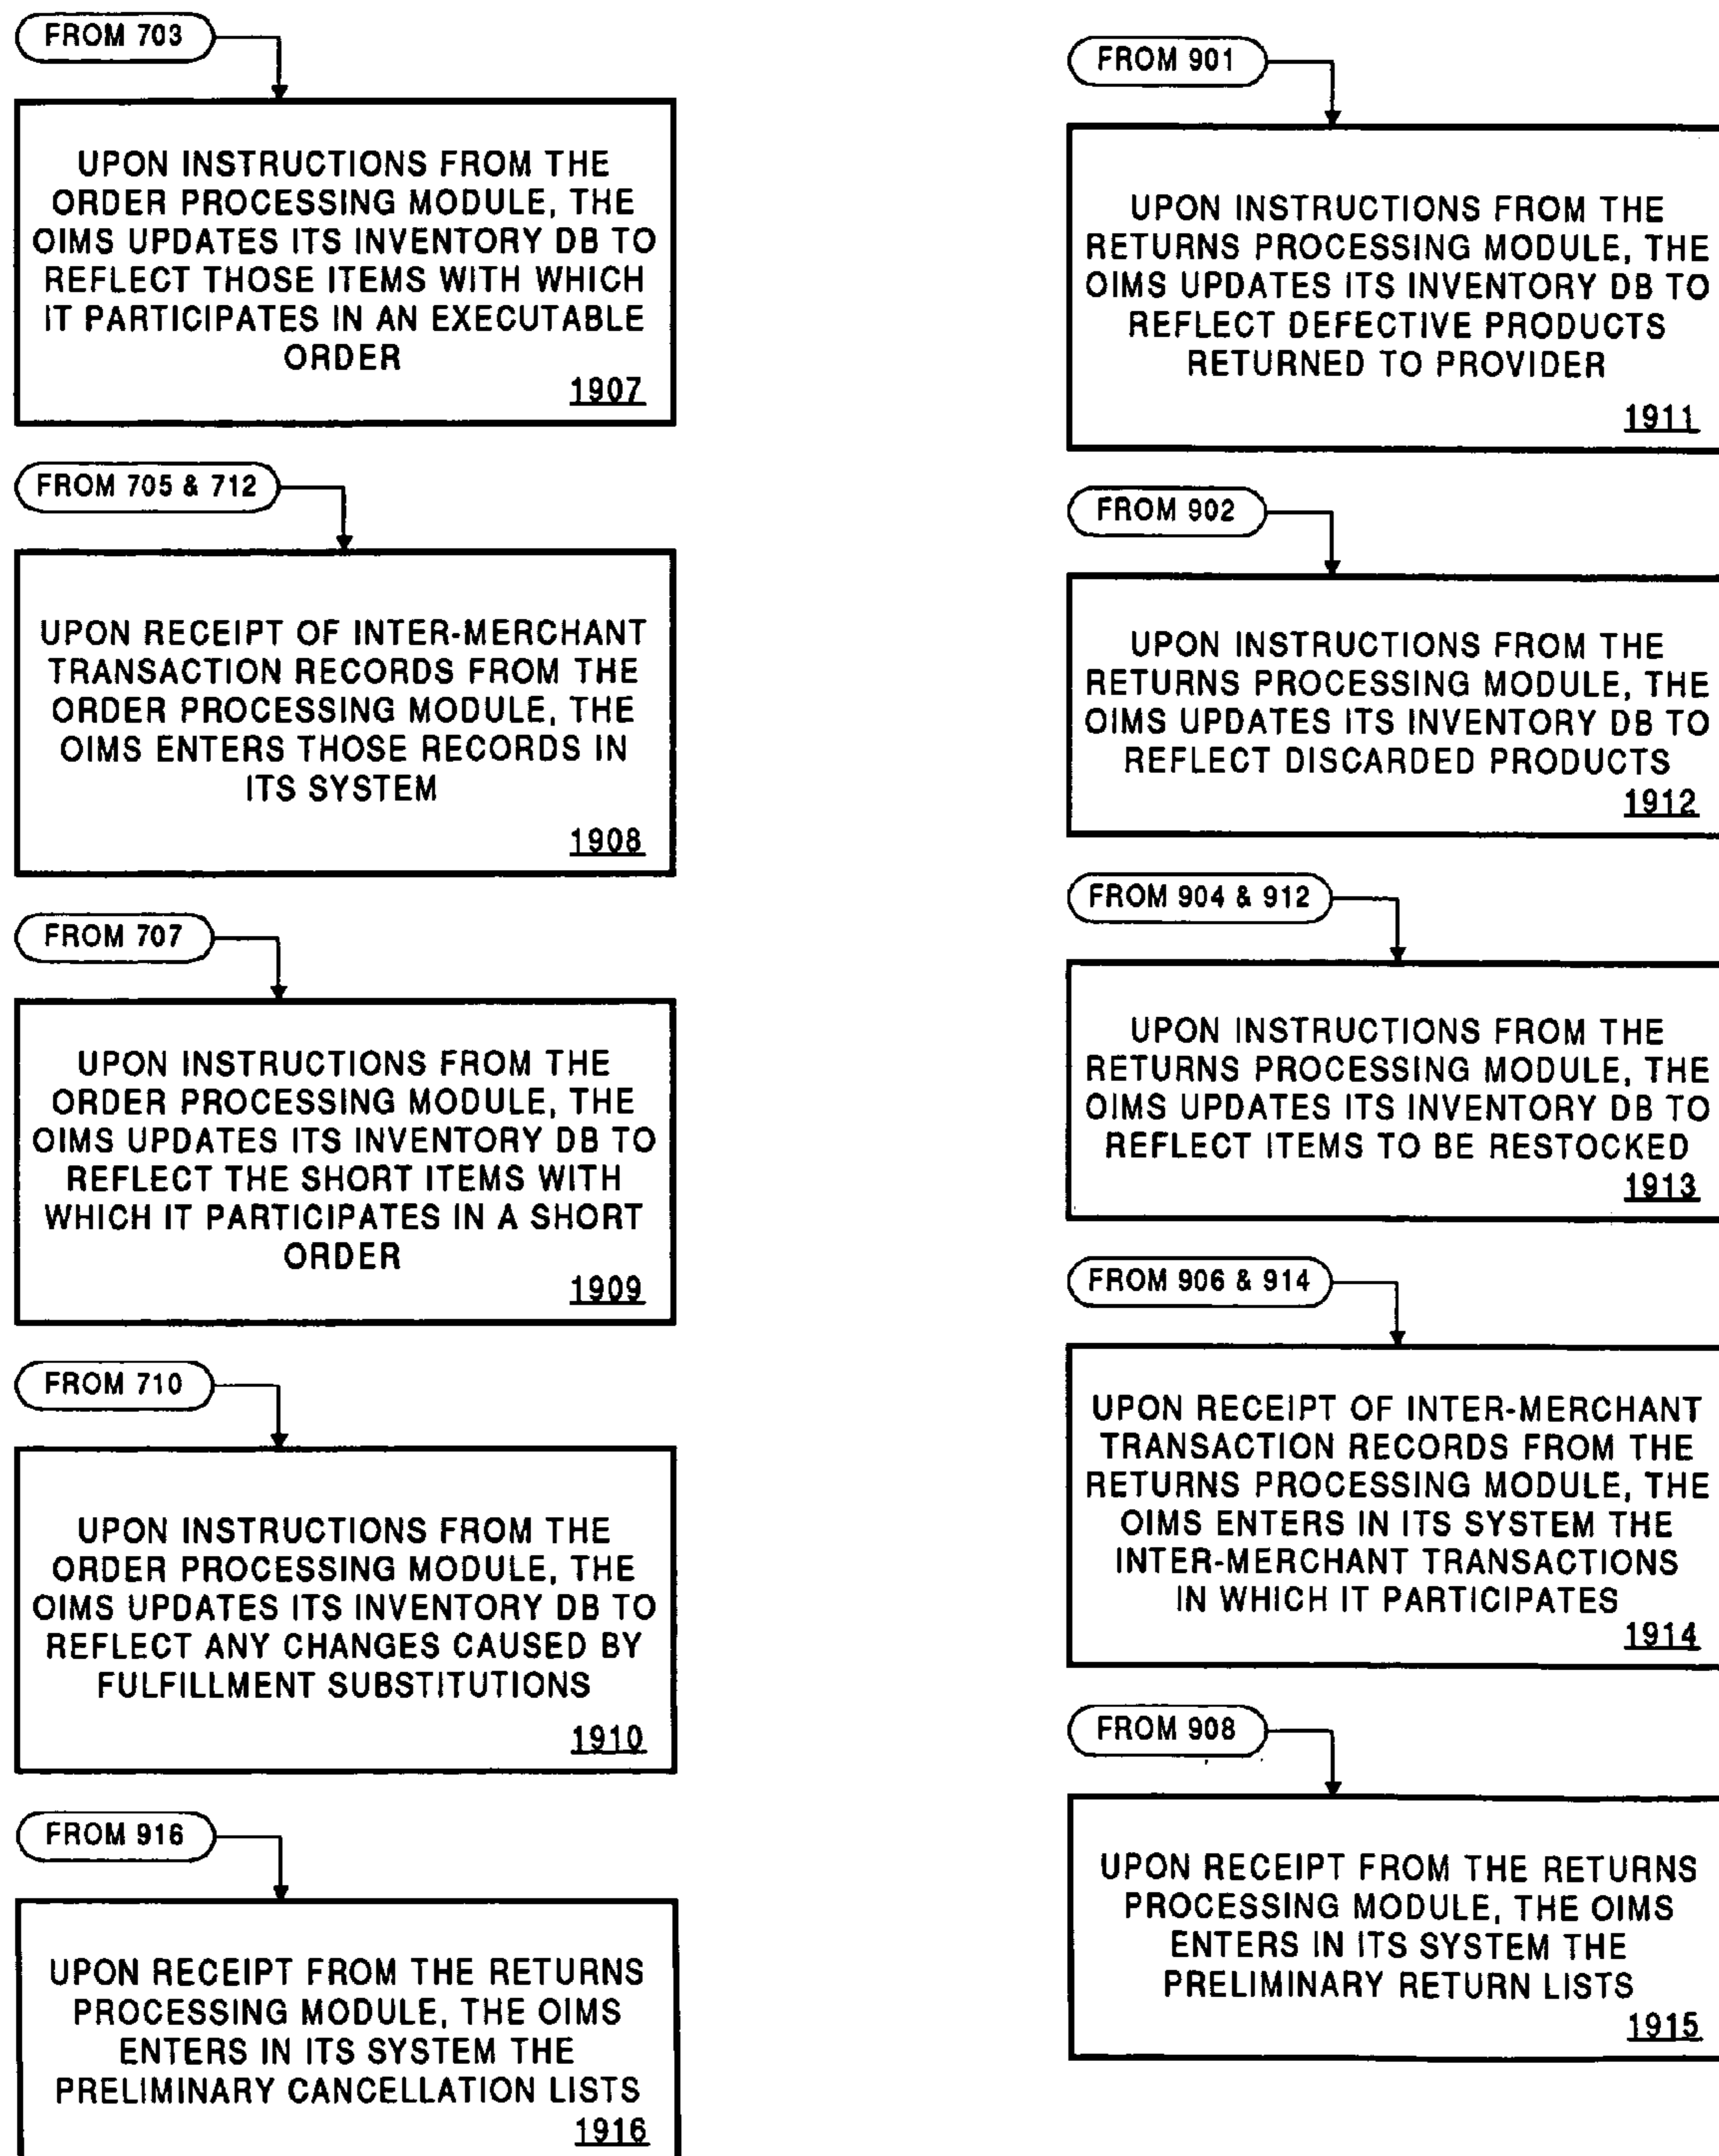 FROM 703
UPON INSTRUCTIONS FROM THE
ORDER PROCESSING MODULE, THE
OIMS UPDATES ITS INVENTORY DB TO
REFLECT THOSE ITEMS WITH WHICH
IT PARTICIPATES IN AN EXECUTABLE
ORDER
1907
FROM 705 & 712
UPON RECEIPT OF INTER-MERCHANT
TRANSACTION RECORDS FROM THE
ORDER PROCESSING MODULE, THE
OIMS ENTERS THOSE RECORDS IN
ITS SYSTEM
1908
FROM 707
UPON INSTRUCTIONS FROM THE
ORDER PROCESSING MODULE, THE
OIMS UPDATES ITS INVENTORY DB TO
REFLECT THE SHORT ITEMS WITH
WHICH IT PARTICIPATES IN A SHORT
ORDER
1909
FROM 710
UPON INSTRUCTIONS FROM THE
ORDER PROCESSING MODULE, THE
OIMS UPDATES ITS INVENTORY DB TO
REFLECT ANY CHANGES CAUSED BY
FULFILLMENT SUBSTITUTIONS
1910
FROM 916
UPON RECEIPT FROM THE RETURNS
PROCESSING MODULE, THE OIMS
ENTERS IN ITS SYSTEM THE
PRELIMINARY CANCELLATION LISTS
1916
FROM 901
UPON INSTRUCTIONS FROM THE
RETURNS PROCESSING MODULE, THE
OIMS UPDATES ITS INVENTORY DB TO
REFLECT DEFECTIVE PRODUCTS
RETURNED TO PROVIDER
1911
FROM 902
UPON INSTRUCTIONS FROM THE
RETURNS PROCESSING MODULE, THE
OIMS UPDATES ITS INVENTORY DB TO
REFLECT DISCARDED PRODUCTS
1912
FROM 904 & 912
UPON INSTRUCTIONS FROM THE
RETURNS PROCESSING MODULE, THE
OIMS UPDATES ITS INVENTORY DB TO
REFLECT ITEMS TO BE RESTOCKED
1913
FROM 906 & 914
UPON RECEIPT OF INTER-MERCHANT
TRANSACTION RECORDS FROM THE
RETURNS PROCESSING MODULE, THE
OIMS ENTERS IN ITS SYSTEM THE
INTER-MERCHANT TRANSACTIONS
IN WHICH IT PARTICIPATES
1914
FROM 908
UPON RECEIPT FROM THE RETURNS
PROCESSING MODULE, THE OIMS
ENTERS IN ITS SYSTEM THE
PRELIMINARY RETURN LISTS
1915